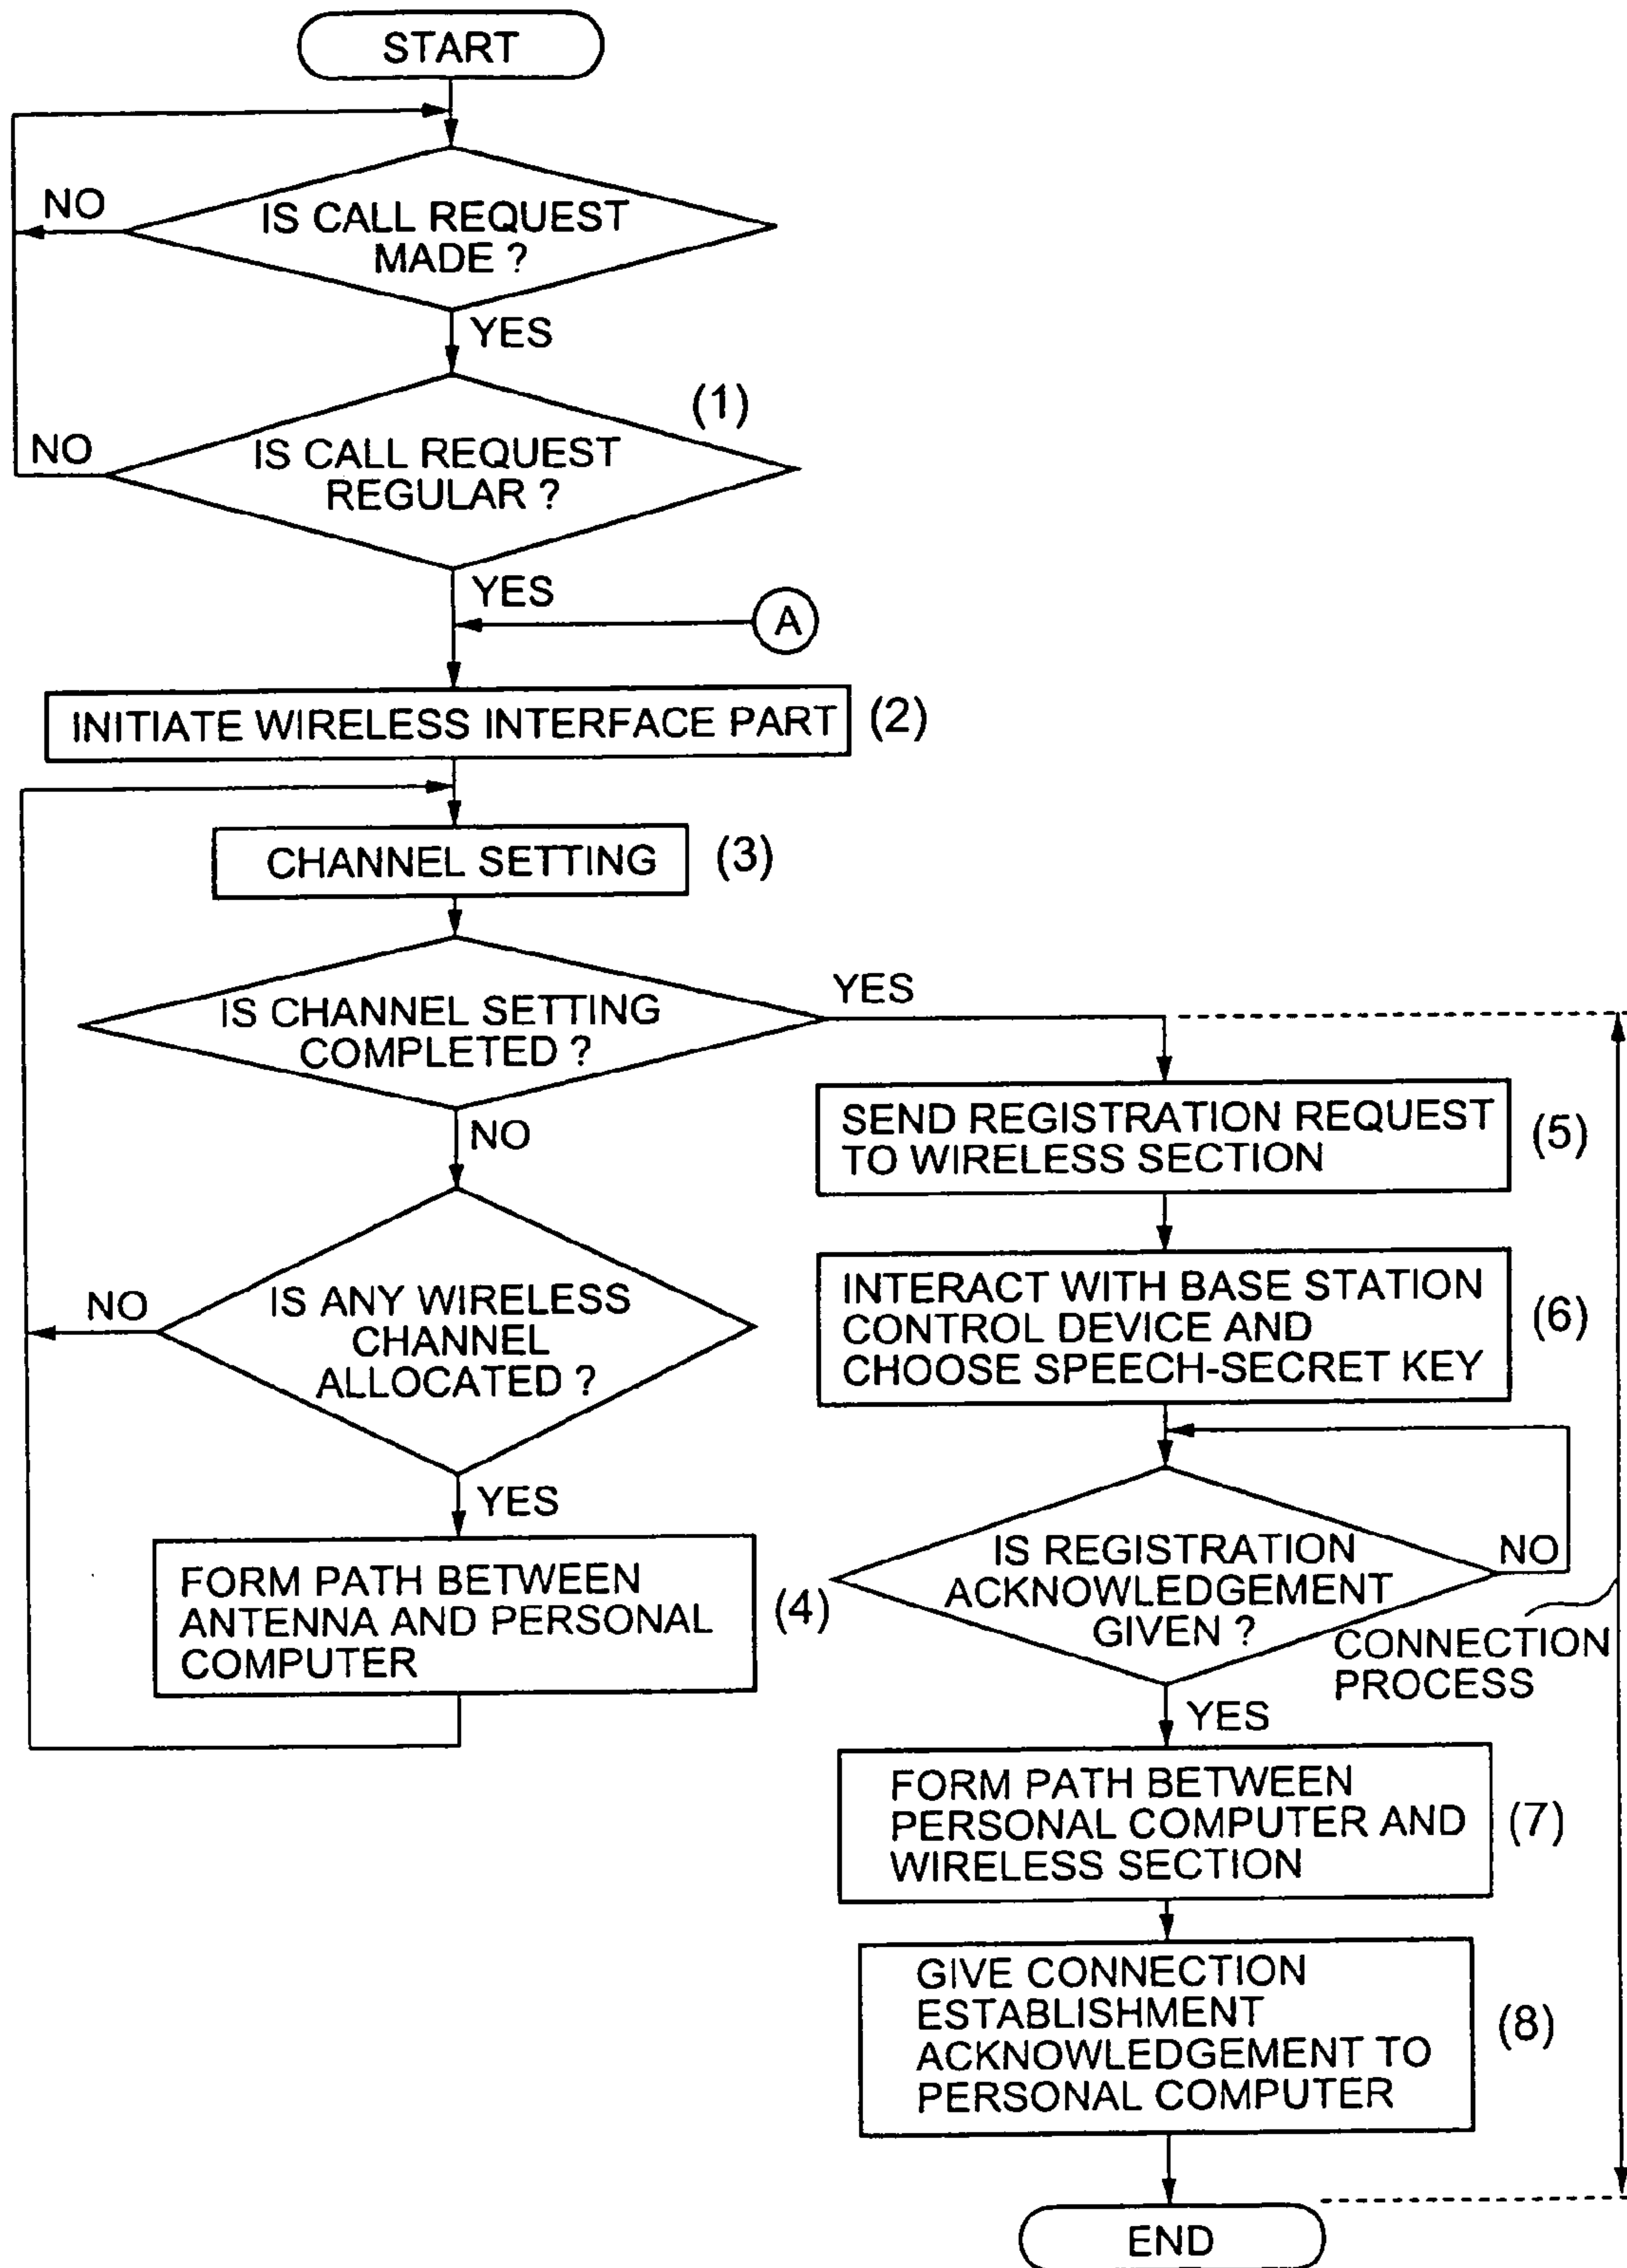 START
NO
IS CALL REQUEST
MADE ?
YES
(1)
NO
IS CALL REQUEST
REGULAR ?
YES
A
INITIATE WIRELESS INTERFACE PART
(2)
CHANNEL SETTING
(3)
IS CHANNEL SETTING
COMPLETED ?
YES
NO
IS ANY WIRELESS
CHANNEL
ALLOCATED ?
NO
YES
FORM PATH BETWEEN
ANTENNA AND PERSONAL
COMPUTER
(4)
SEND REGISTRATION REQUEST
TO WIRELESS SECTION
(5)
INTERACT WITH BASE STATION
CONTROL DEVICE AND
CHOOSE SPEECH-SECRET KEY
(6)
IS REGISTRATION
ACKNOWLEDGEMENT
GIVEN ?
NO
CONNECTION
PROCESS
YES
FORM PATH BETWEEN
PERSONAL COMPUTER AND
WIRELESS SECTION
(7)
GIVE CONNECTION
ESTABLISHMENT
ACKNOWLEDGEMENT TO
PERSONAL COMPUTER
(8)
END